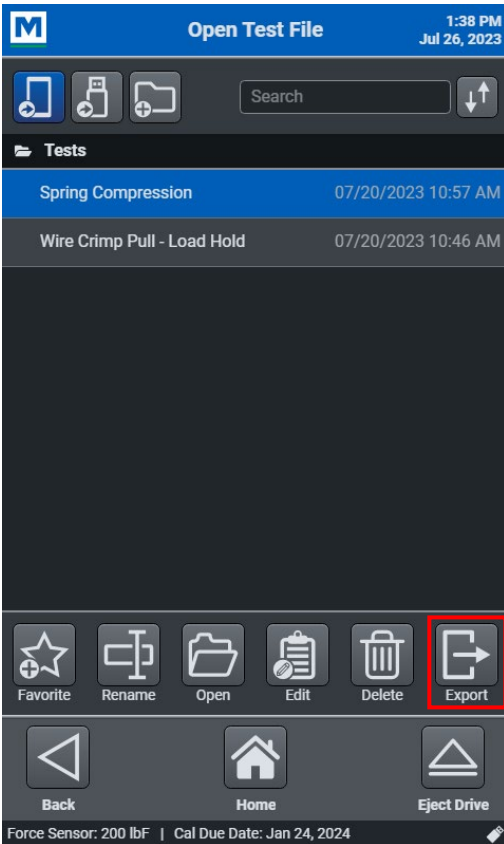 M
Open Test File
1:38 PM
Jul 26, 2023
Search
Tests
Spring Compression 07/20/2023 10:57 AM
Wire Crimp Pull - Load Hold 07/20/2023 10:46 AM
Favorite Rename Open Edit Delete Export
Back Home Eject Drive
Force Sensor: 200 lbF | Cal Due Date: Jan 24, 2024